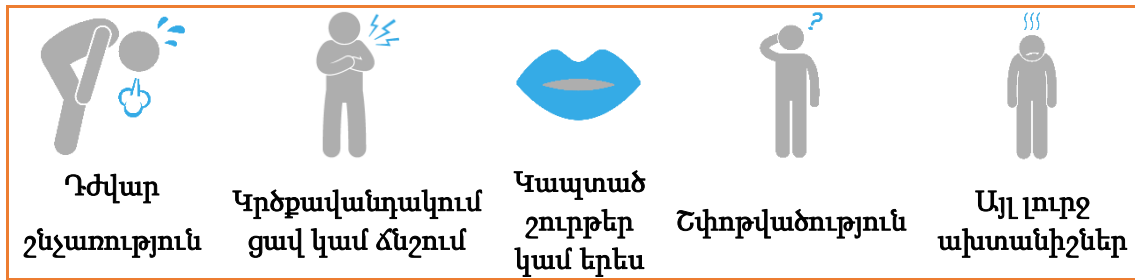 Դժվար
շնչառություն
Կրծքավանդակում
ցավ կամ ճնշում
Կապտած
շուրթեր
կամ երես
?
Շփոթվածություն
Այլ լուրջ
ախտանիշներ